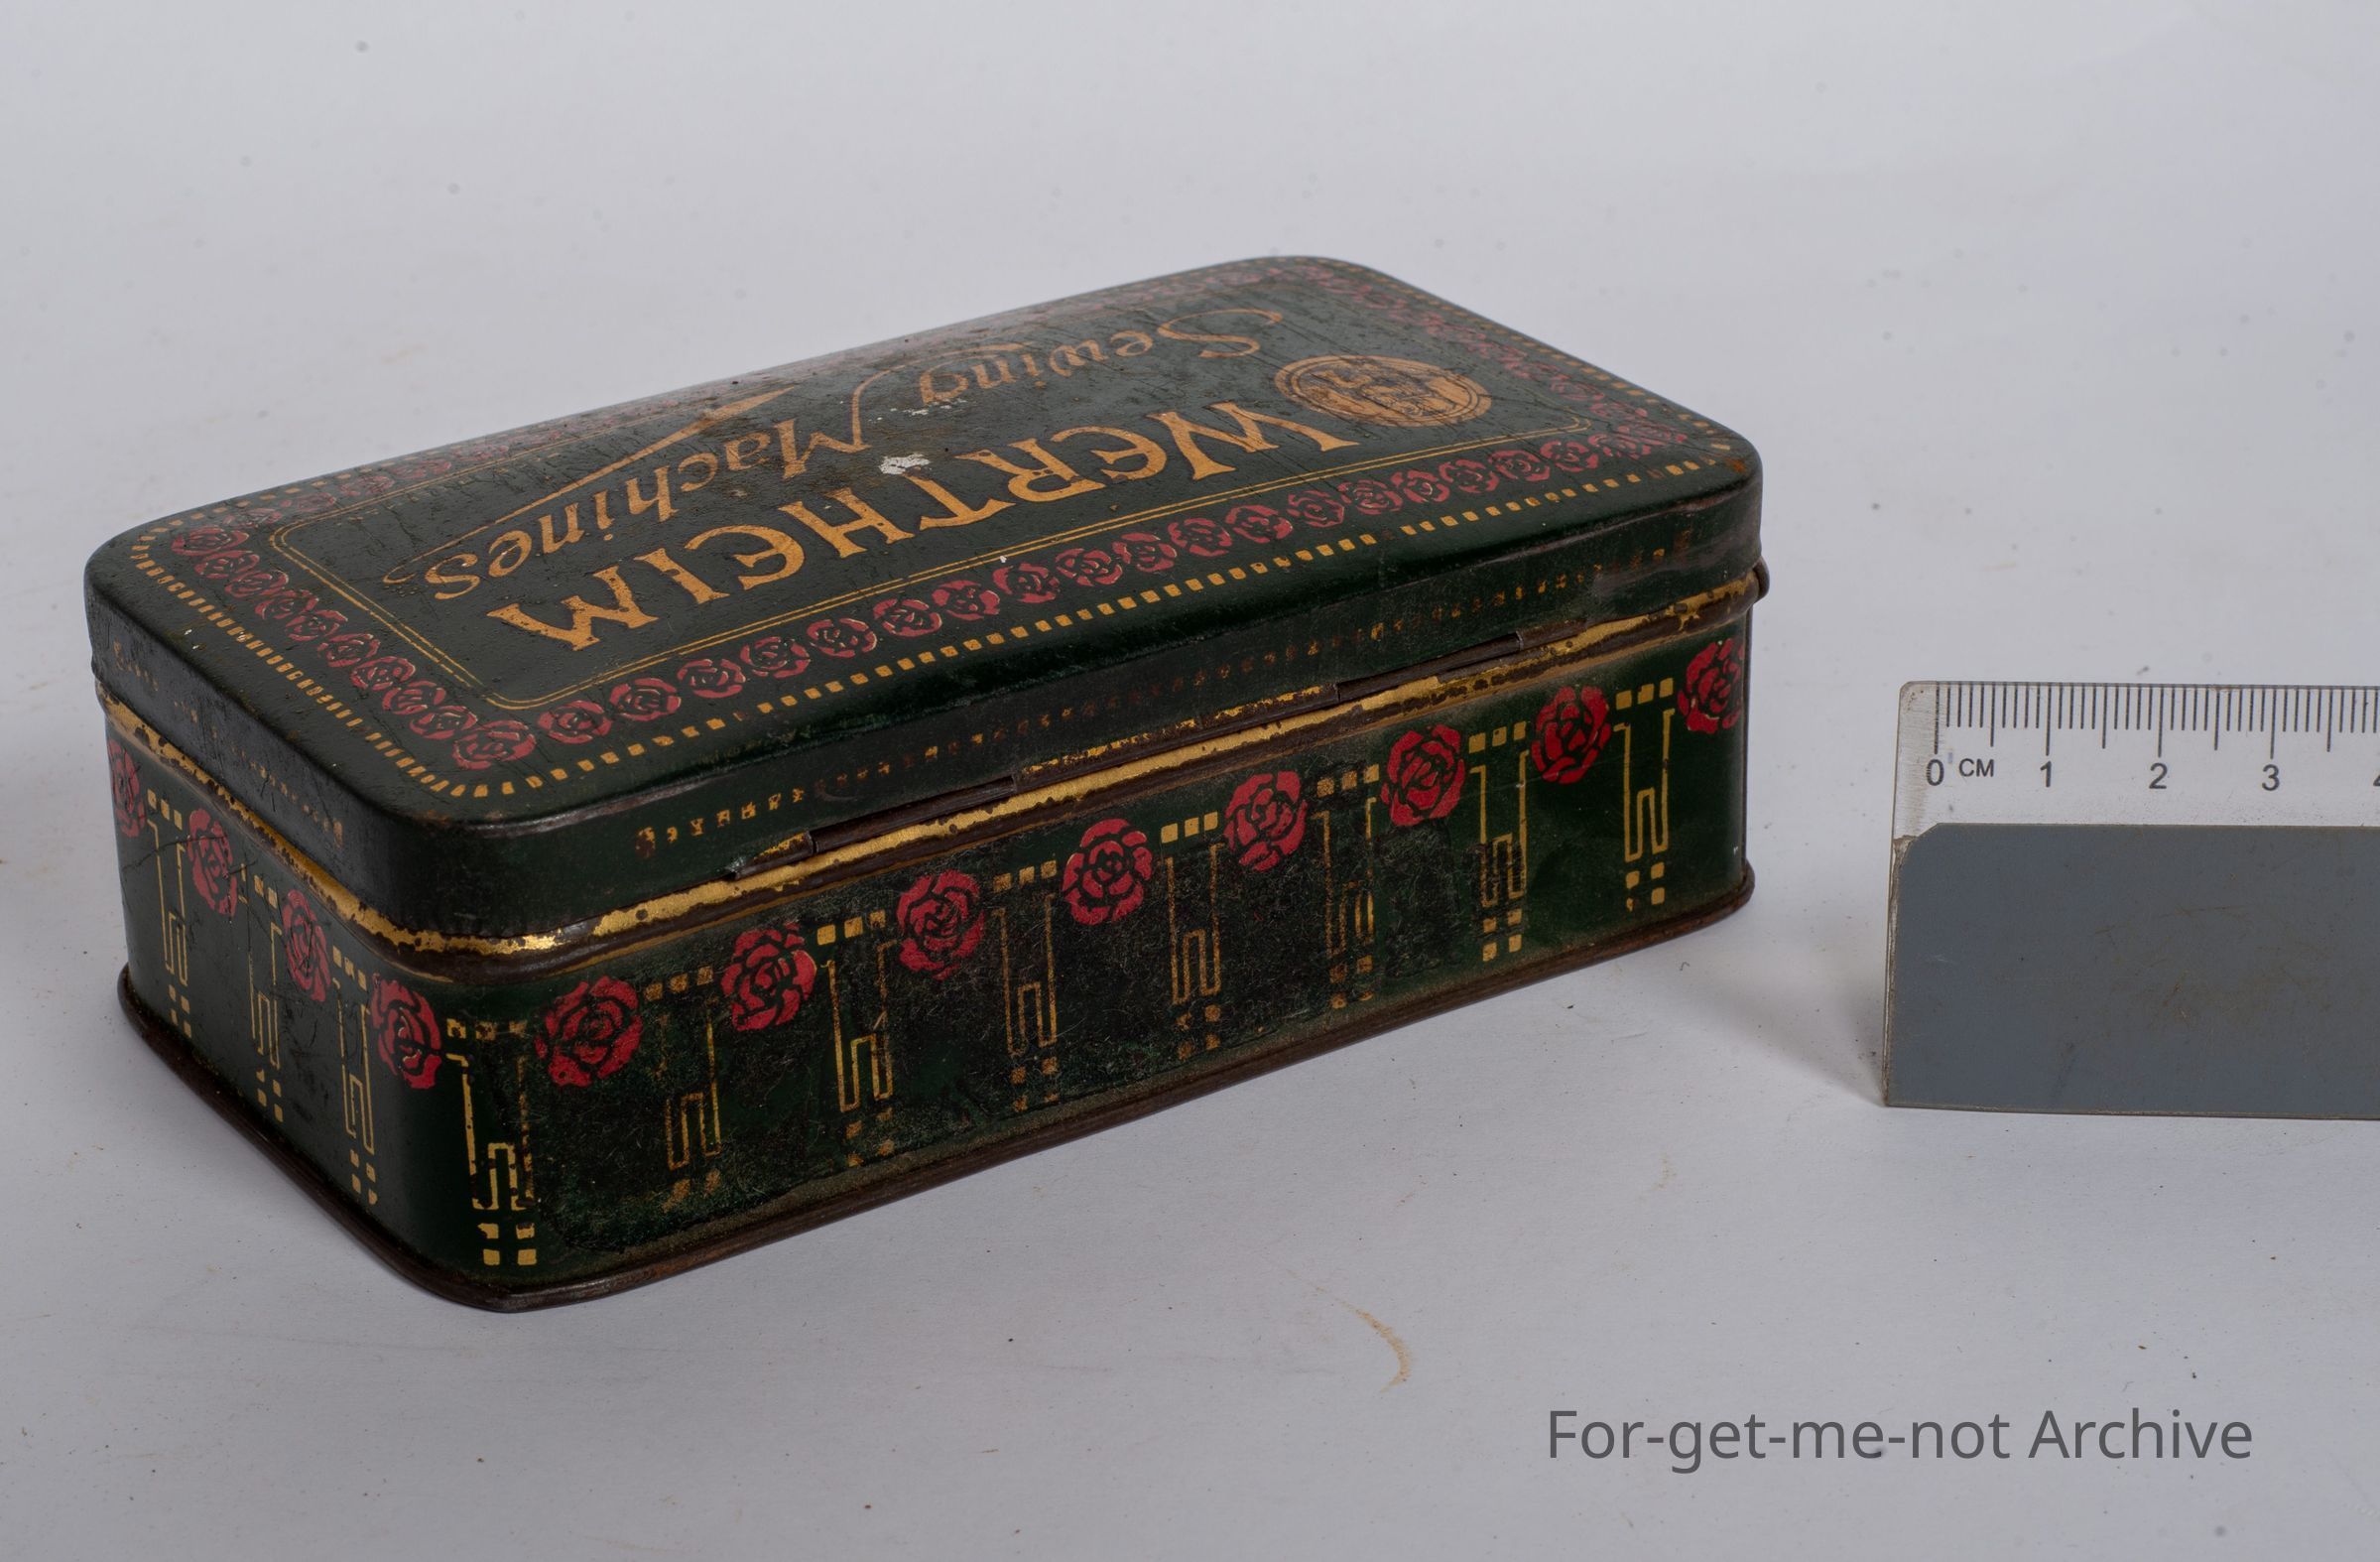 WERTHEIM
Sewing
Machines
0 CM 1 2 3
For-get-me-not Archive